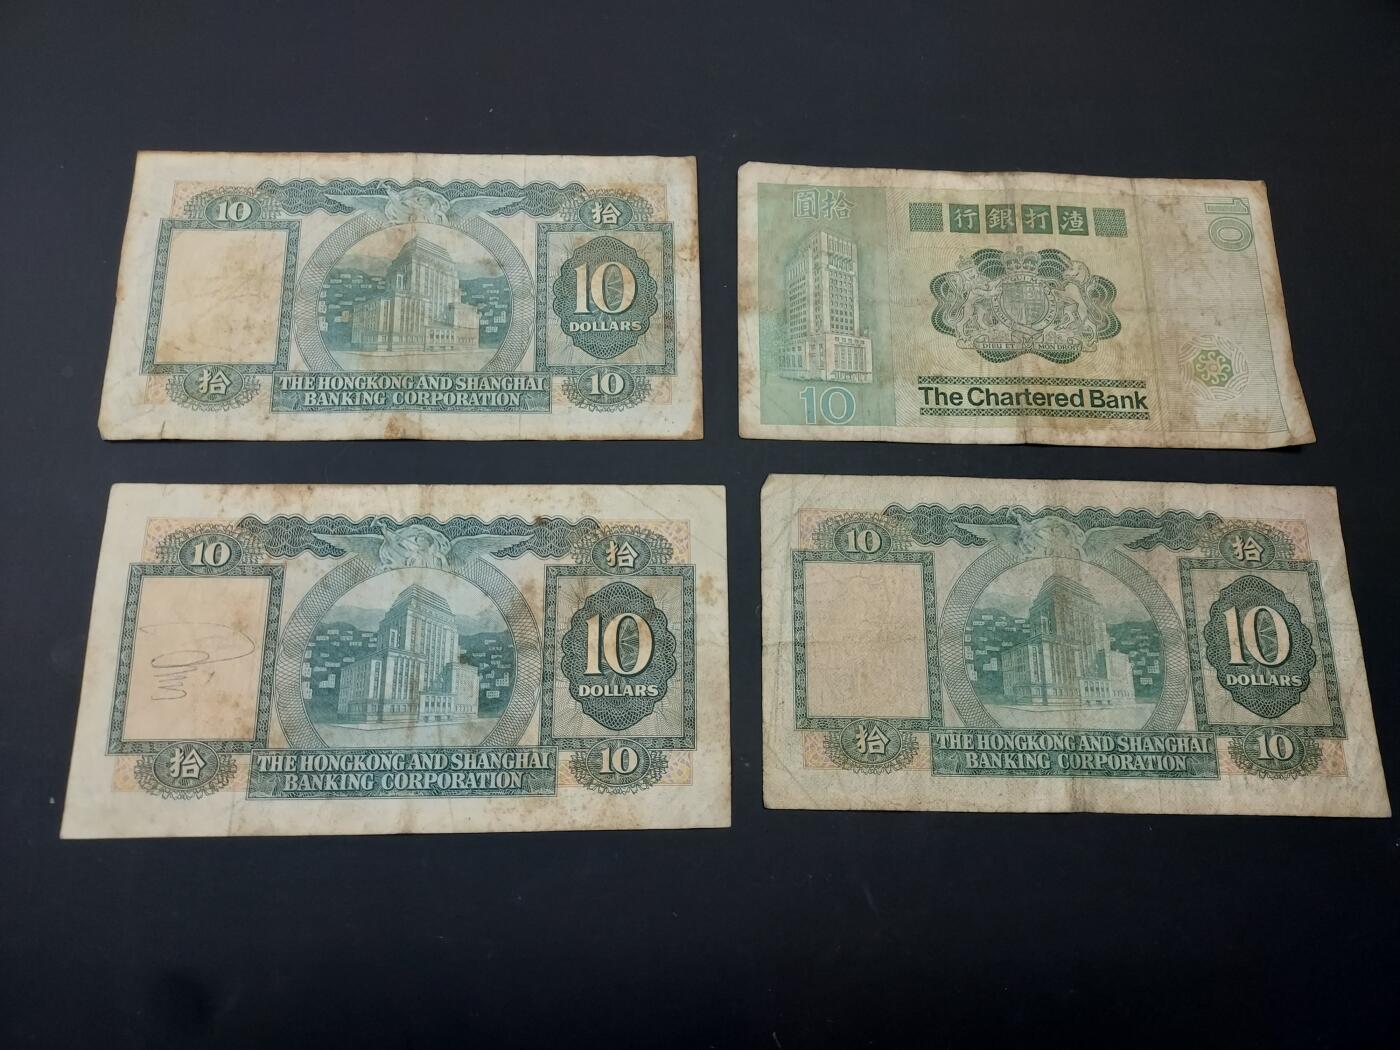 10 拾
10
DOLLARS
拾 THE HONGKONG AND SHANGHAI 10
BANKING CORPORATION
圓拾 行銀打渣 10
DIEU ET MON DROIT
The Chartered Bank
10
10 拾
10
DOLLARS
拾 THE HONGKONG AND SHANGHAI 10
BANKING CORPORATION
10 拾
10
DOLLARS
拾 THE HONGKONG AND SHANGHAI 10
BANKING CORPORATION